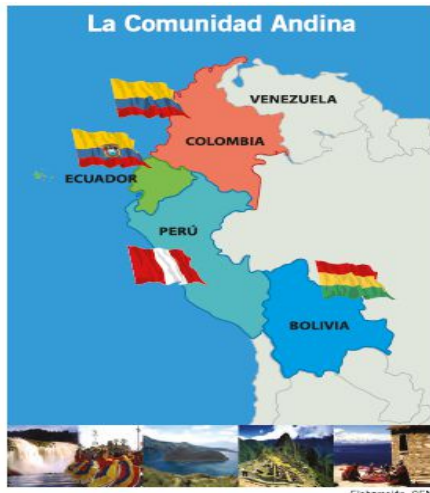 La Comunidad Andina
VENEZUELA
COLOMBIA
ECUADOR
PERÚ
BOLIVIA